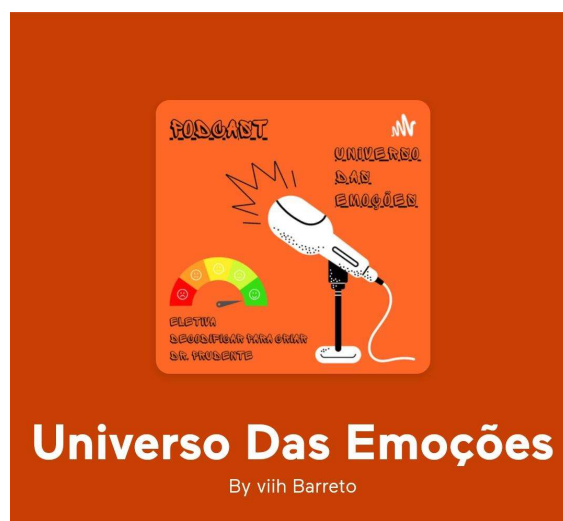 PODCAST
UNIVERSO
DAS
EMOÇÕES
ELETIVA
DECODIFICAR PARA CRIAR
DR. PRUDENTE
Universo Das Emoções
By viih Barreto